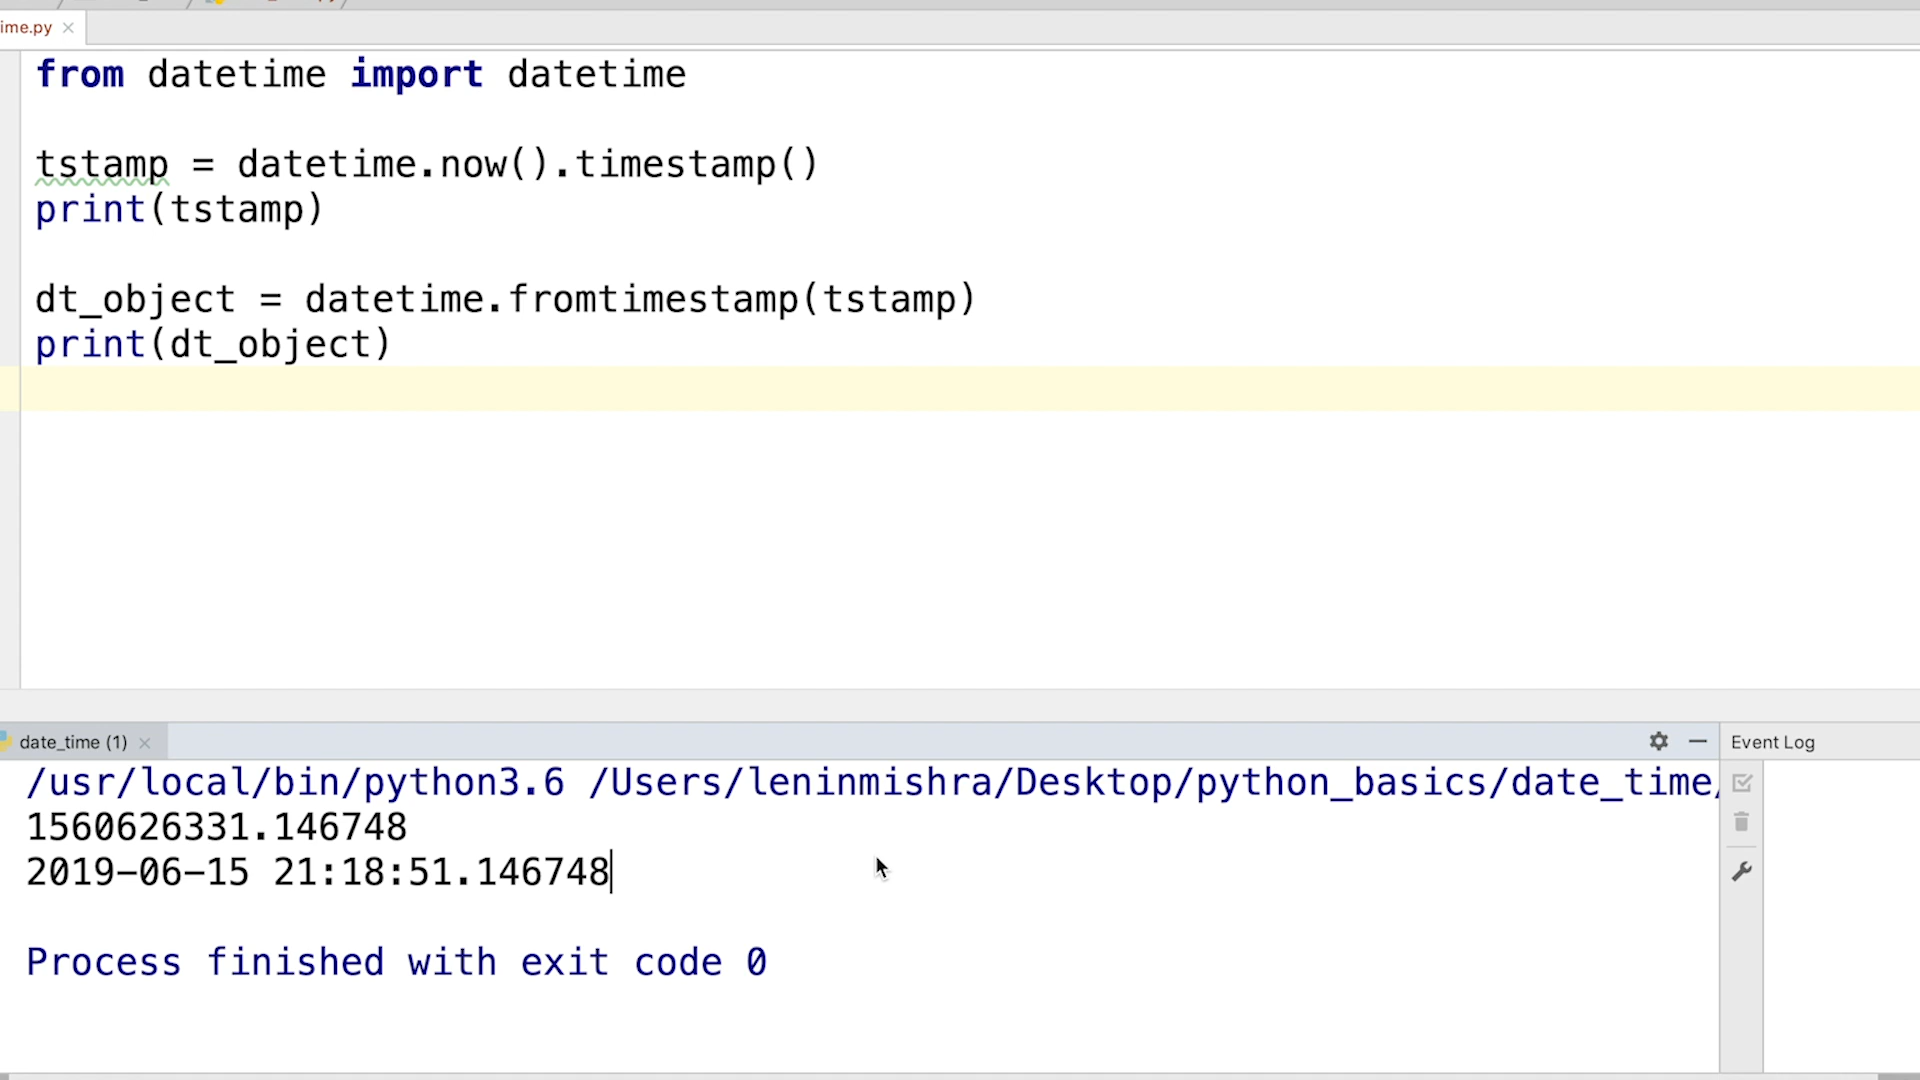 ime.py
from datetime import datetime
tstamp = datetime.now().timestamp()
print(tstamp)
dt_object = datetime.fromtimestamp(tstamp)
print(dt_object)
date_time (1)
Event Log
/usr/local/bin/python3.6 /Users/leninmishra/Desktop/python_basics/date_time/
1560626331.146748
2019-06-15 21:18:51.146748
Process finished with exit code 0